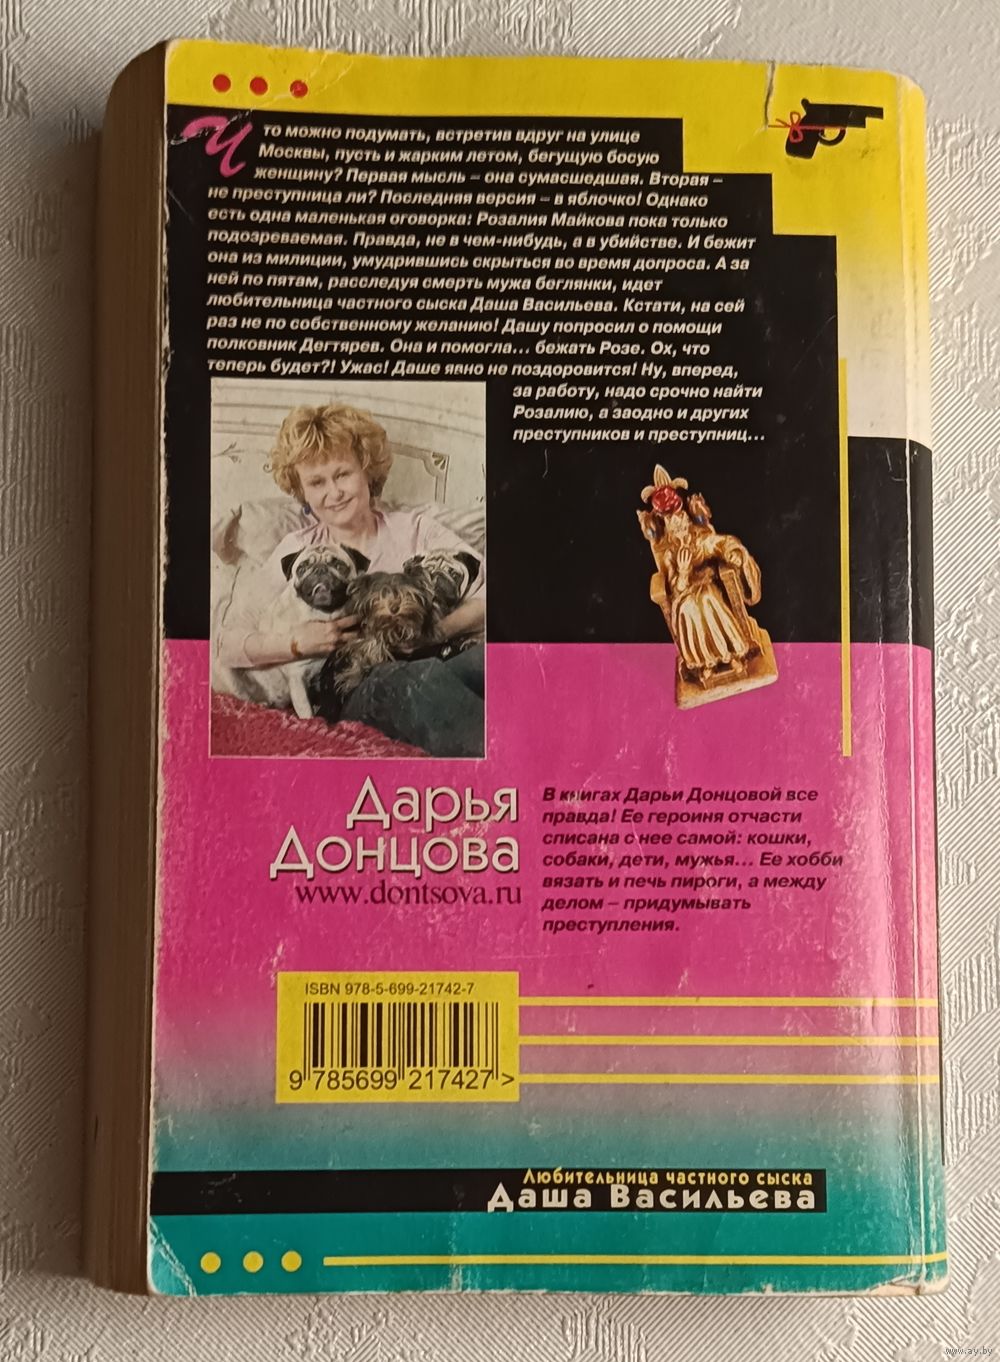 Что можно подумать, встретив вдруг на улице
Москвы, пусть и жарким летом, бегущую босую
женщину? Первая мысль – она сумасшедшая. Вторая –
не преступница ли? Последняя версия – в яблочко! Однако
есть одна маленькая оговорка: Розалия Майкова пока только
подозреваемая. Правда, не в чем-нибудь, а в убийстве. И бежит
она из милиции, умудрившись скрыться во время допроса. А за
ней по пятам, расследуя смерть мужа беглянки, идет
любительница частного сыска Даша Васильева. Кстати, на сей
раз не по собственному желанию! Дашу попросил о помощи
полковник Дегтярев. Она и помогла... бежать Розе. Ох, что
теперь будет?! Ужас! Даше явно не поздоровится! Ну, вперед,
за работу, надо срочно найти
Розалию, а заодно и других
преступников и преступниц...
Дарья
Донцова
www.dontsova.ru
В книгах Дарьи Донцовой все
правда! Ее героиня отчасти
списана с нее самой: кошки,
собаки, дети, мужья... Ее хобби
вязать и печь пироги, а между
делом – придумывать
преступления.
ISBN 978-5-699-21742-7
9 785699 217427 >
Любительница частного сыска
Даша Васильева
www.ay.by